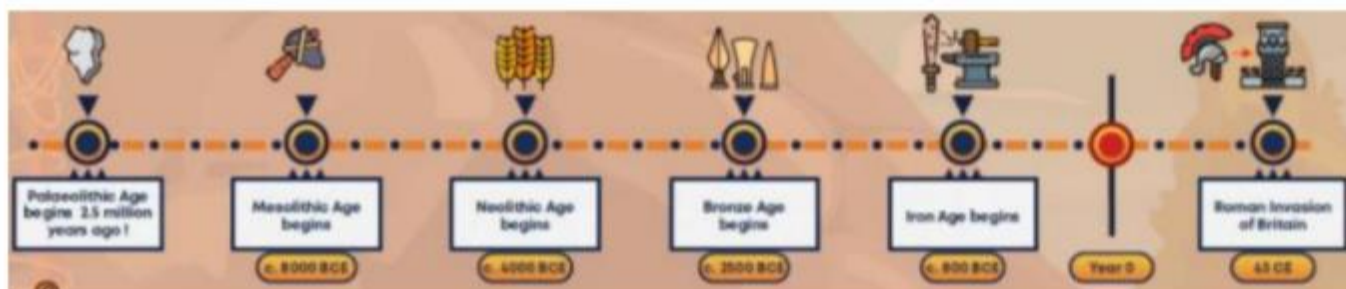 Palaeolithic Age
begins 2.5 million
years ago !
Mesolithic Age
begins
c. 8000 BCE
Neolithic Age
begins
c. 4000 BCE
Bronze Age
begins
c. 2500 BCE
Iron Age begins
c. 800 BCE
Year 0
Roman Invasion
of Britain
43 CE